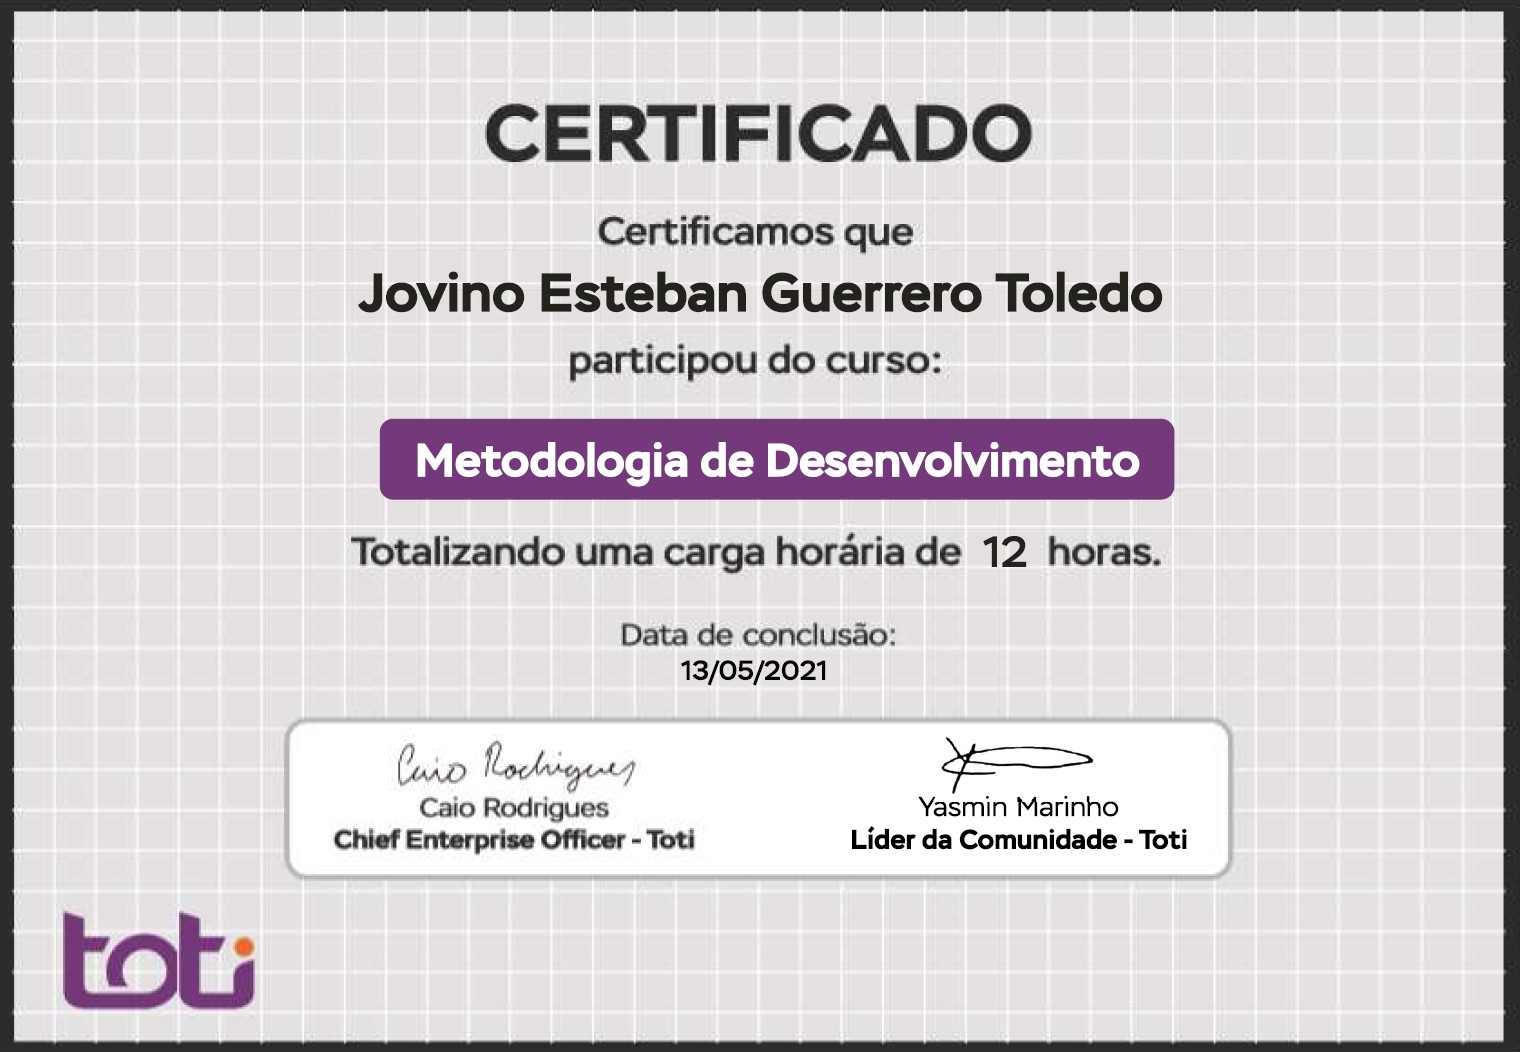 CERTIFICADO
Certificamos que
Jovino Esteban Guerrero Toledo
participou do curso:
Metodologia de Desenvolvimento
Totalizando uma carga horária de 12 horas.
Data de conclusão:
13/05/2021
Caio Rodrigues
Caio Rodrigues
Chief Enterprise Officer - Toti
Yasmin Marinho
Líder da Comunidade - Toti
toti